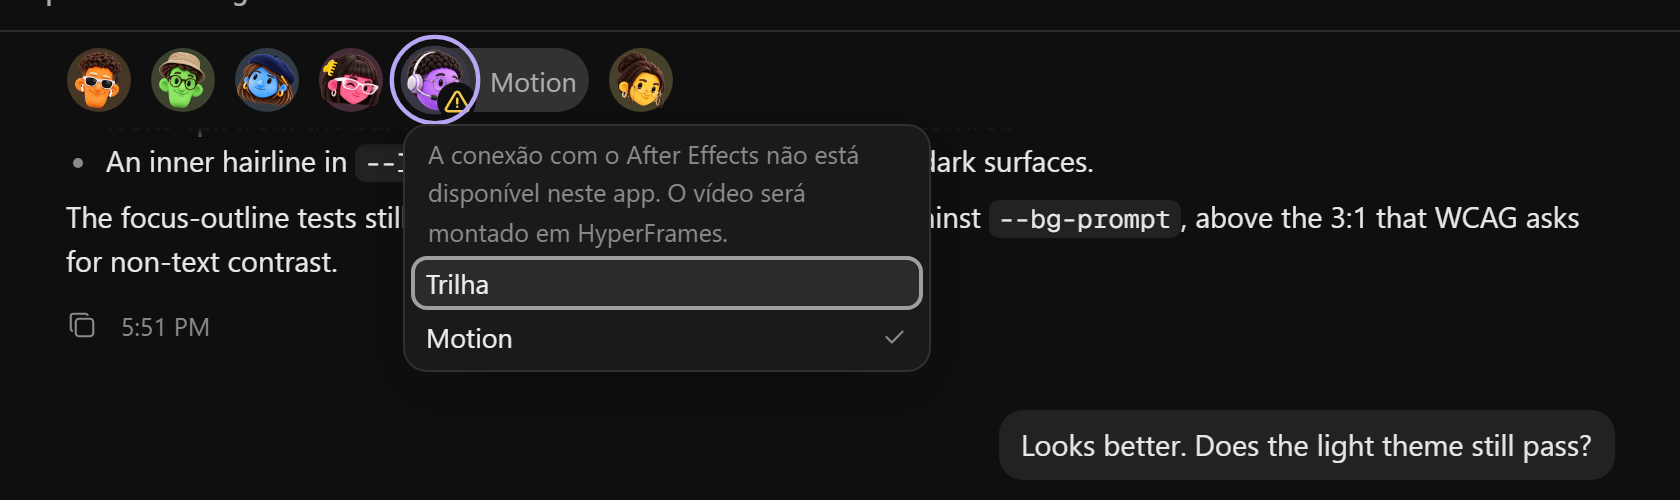 Motion
An inner hairline in
dark surfaces.
A conexão com o After Effects não está
disponível neste app. O vídeo será
montado em HyperFrames.
The focus-outline tests still
--bg-prompt, above the 3:1 that WCAG asks
for non-text contrast.
Trilha
Motion
5:51 PM
Looks better. Does the light theme still pass?